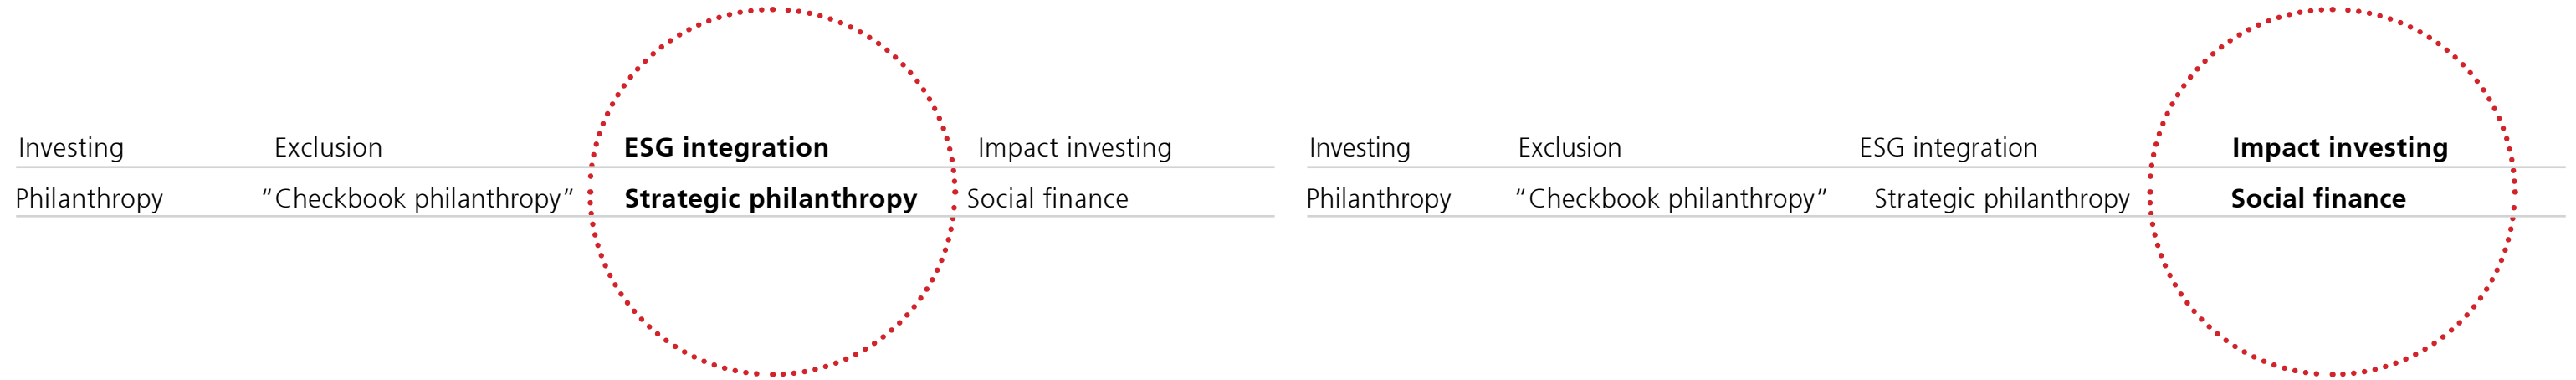 Investing Exclusion ESG integration Impact investing
Philanthropy “Checkbook philanthropy” Strategic philanthropy Social finance
Investing Exclusion ESG integration Impact investing
Philanthropy “Checkbook philanthropy” Strategic philanthropy Social finance